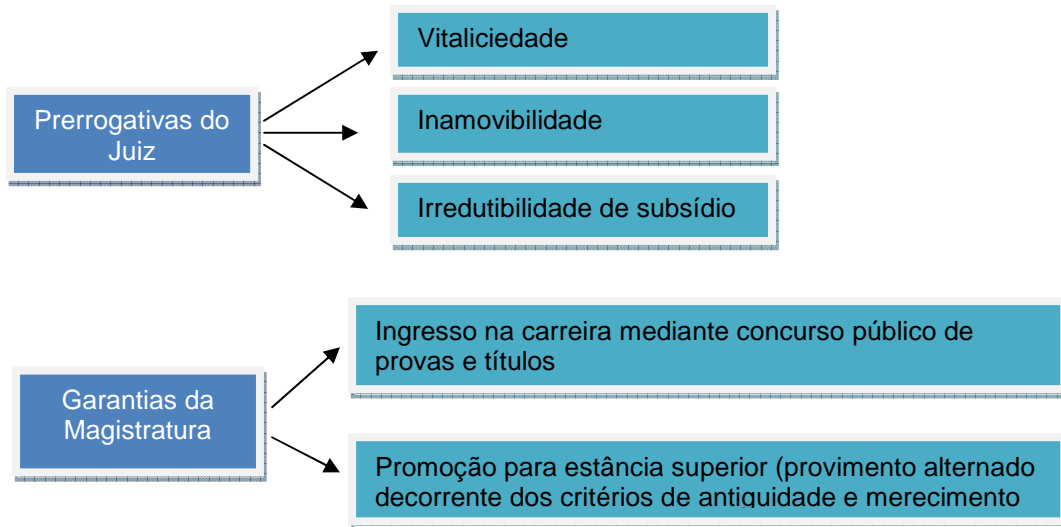 Prerrogativas do
Juiz
Vitaliciedade
Inamovibilidade
Irredutibilidade de subsídio
Garantias da
Magistratura
Ingresso na carreira mediante concurso público de
provas e títulos
Promoção para estância superior (provimento alternado
decorrente dos critérios de antiguidade e merecimento